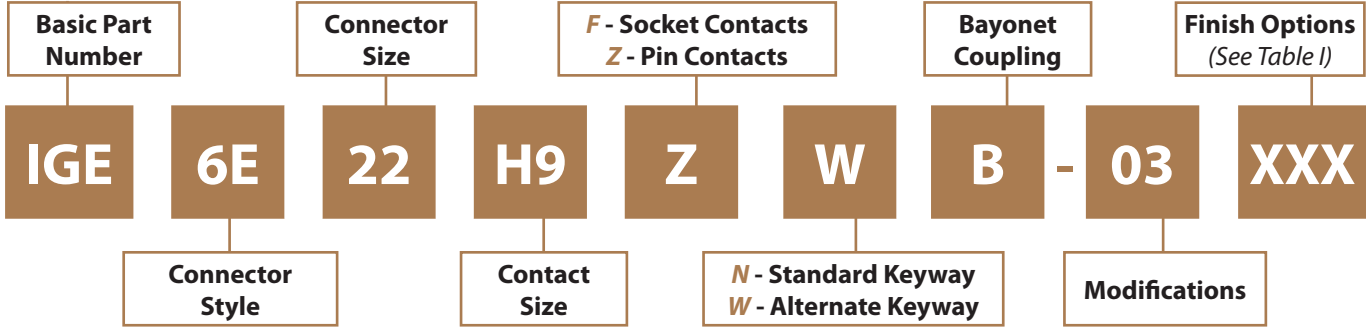 Basic Part
Number
Connector
Size
F - Socket Contacts
Z - Pin Contacts
Bayonet
Coupling
Finish Options
(See Table I)
IGE 6E 22 H9 Z W B - 03 XXX
Connector
Style
Contact
Size
N - Standard Keyway
W - Alternate Keyway
Modifications